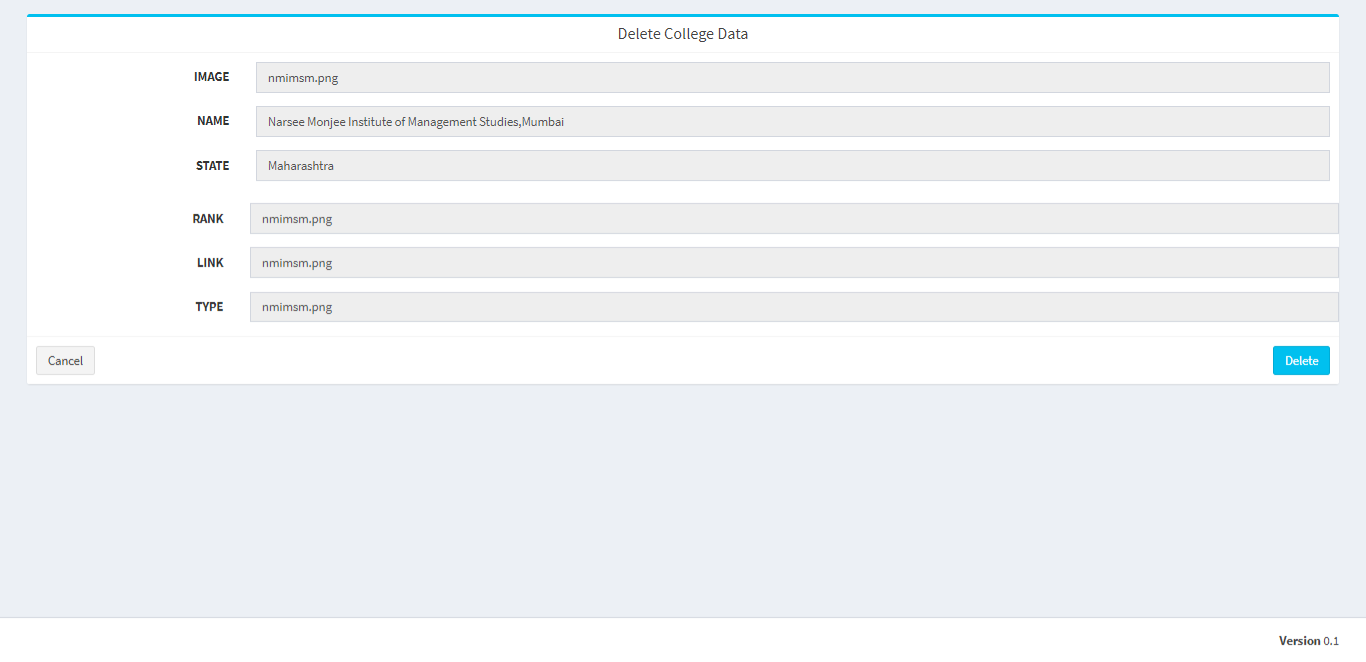 Delete College Data
IMAGE nmimsm.png
NAME Narsee Monjee Institute of Management Studies,Mumbai
STATE Maharashtra
RANK nmimsm.png
LINK nmimsm.png
TYPE nmimsm.png
Cancel Delete
Version 0.1